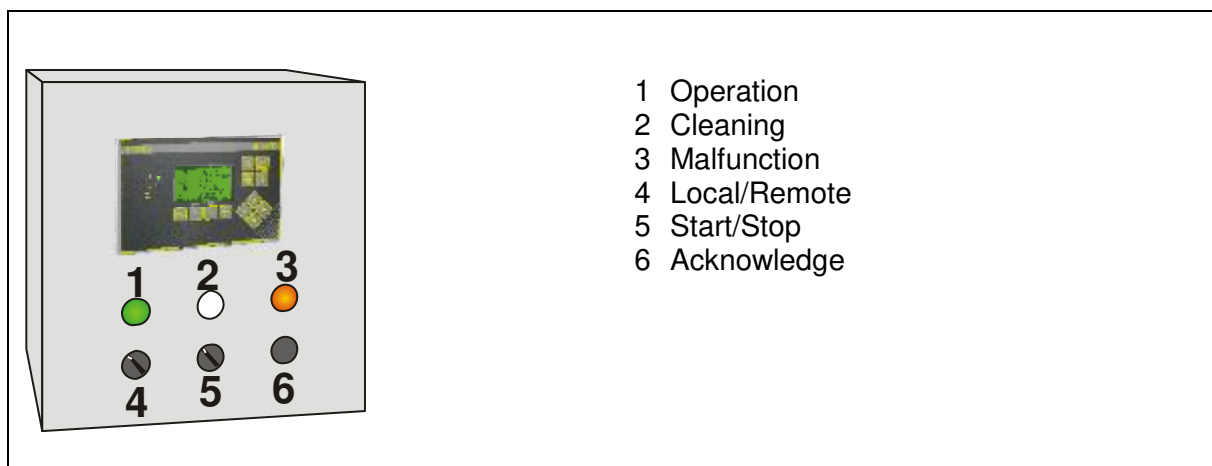 1 Operation
2 Cleaning
3 Malfunction
4 Local/Remote
5 Start/Stop
6 Acknowledge
1 2 3
4 5 6